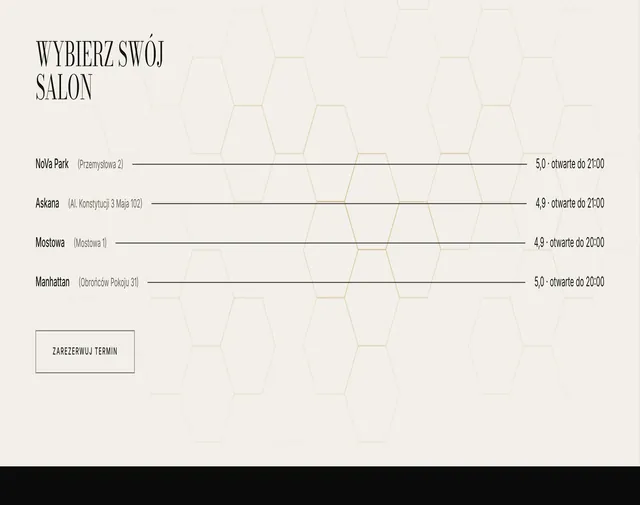 WYBIERZ SWÓJ
SALON
NoVa Park (Przemysłowa 2) 5,0 · otwarte do 21:00
Askana (Al. Konstytucji 3 Maja 102) 4,9 · otwarte do 21:00
Mostowa (Mostowa 1) 4,9 · otwarte do 20:00
Manhattan (Obrońców Pokoju 31) 5,0 · otwarte do 20:00
ZAREZERWUJ TERMIN